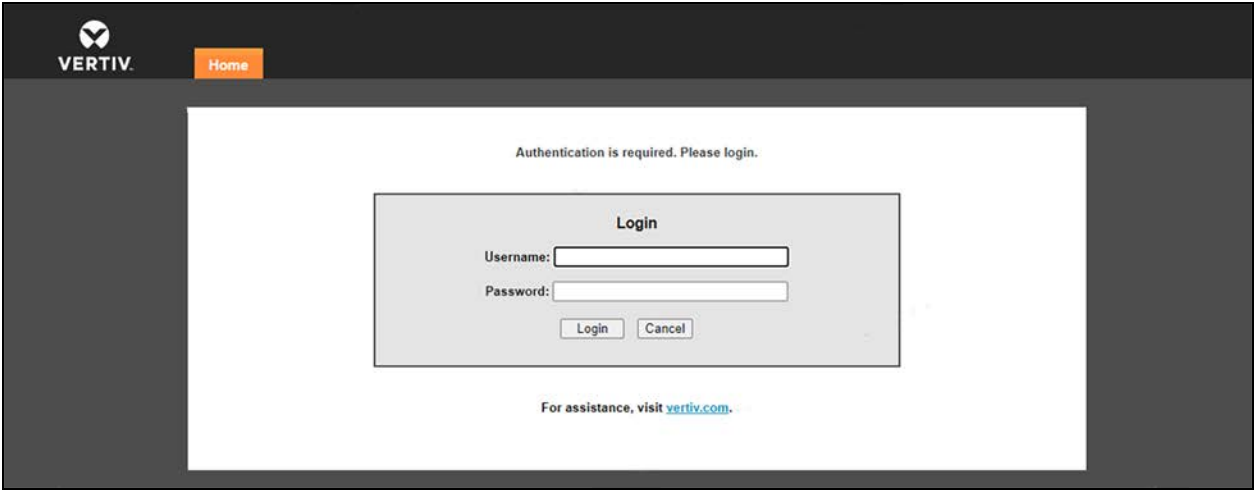 VERTIV.
Home
Authentication is required. Please login.
Login
Username:
Password:
Login Cancel
For assistance, visit vertiv.com.